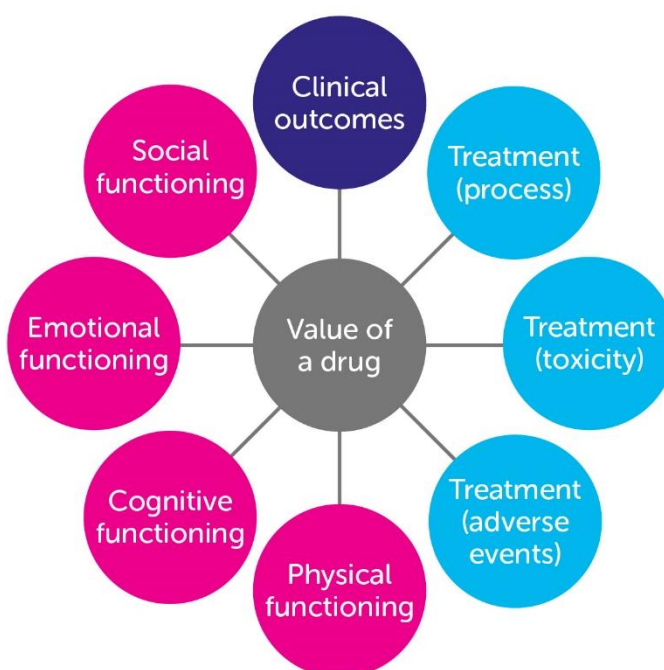 Clinical
outcomes
Treatment
(process)
Treatment
(toxicity)
Treatment
(adverse
events)
Physical
functioning
Cognitive
functioning
Emotional
functioning
Social
functioning
Value of
a drug